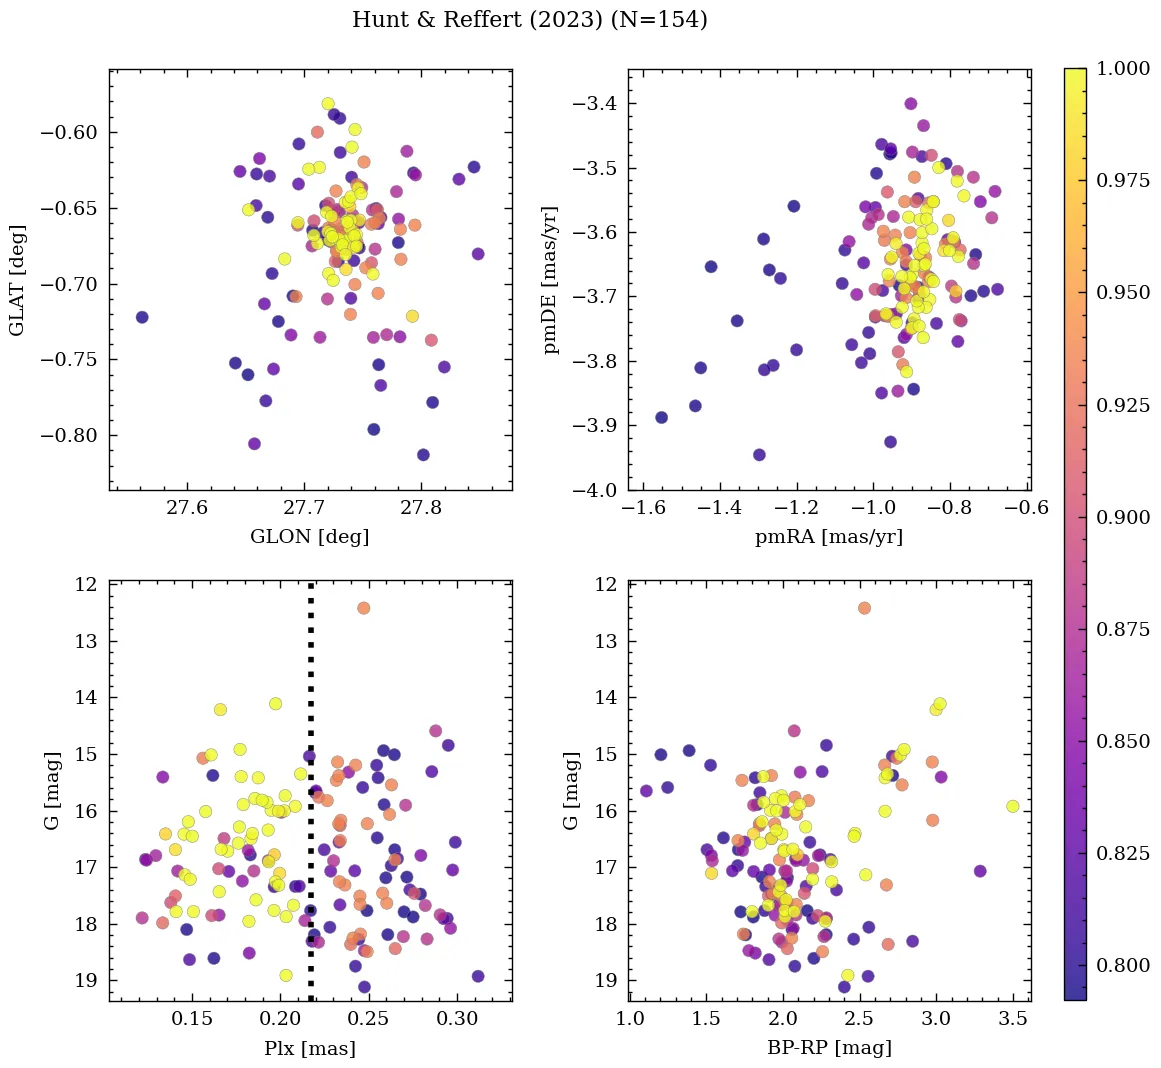 Hunt & Reffert (2023) (N=154)
−0.60
−0.65
−0.70
−0.75
−0.80
GLAT [deg]
27.6 27.7 27.8
GLON [deg]
−3.4
−3.5
−3.6
−3.7
−3.8
−3.9
−4.0
pmDE [mas/yr]
−1.6 −1.4 −1.2 −1.0 −0.8 −0.6
pmRA [mas/yr]
12
13
14
15
16
17
18
19
G [mag]
0.15 0.20 0.25 0.30
Plx [mas]
12
13
14
15
16
17
18
19
G [mag]
1.0 1.5 2.0 2.5 3.0 3.5
BP-RP [mag]
1.000
0.975
0.950
0.925
0.900
0.875
0.850
0.825
0.800